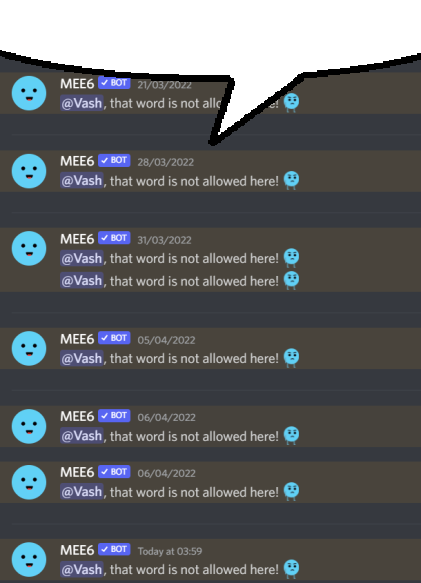 MEE6 ✓ BOT 21/03/2022
@Vash, that word is not here!
MEE6 ✓ BOT 28/03/2022
@Vash, that word is not allowed here!
MEE6 ✓ BOT 31/03/2022
@Vash, that word is not allowed here!
@Vash, that word is not allowed here!
MEE6 ✓ BOT 05/04/2022
@Vash, that word is not allowed here!
MEE6 ✓ BOT 06/04/2022
@Vash, that word is not allowed here!
MEE6 ✓ BOT 06/04/2022
@Vash, that word is not allowed here!
MEE6 ✓ BOT Today at 03:59
@Vash, that word is not allowed here!